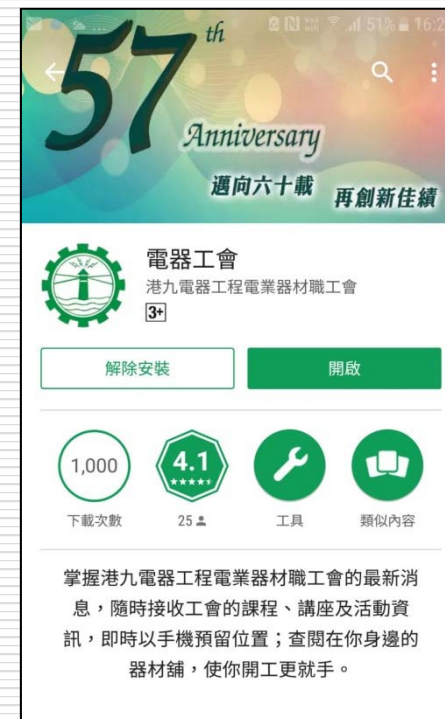 51% 16:2
57th
Anniversary
邁向六十載 再創新佳績
電器工會
港九電器工程電業器材職工會
3+
解除安裝
開啟
1,000
4.1
下載次數
25
工具
類似內容
掌握港九電器工程電業器材職工會的最新消
息,隨時接收工會的課程、講座及活動資
訊,即時以手機預留位置;查閱在你身邊的
器材舖,使你開工更就手。